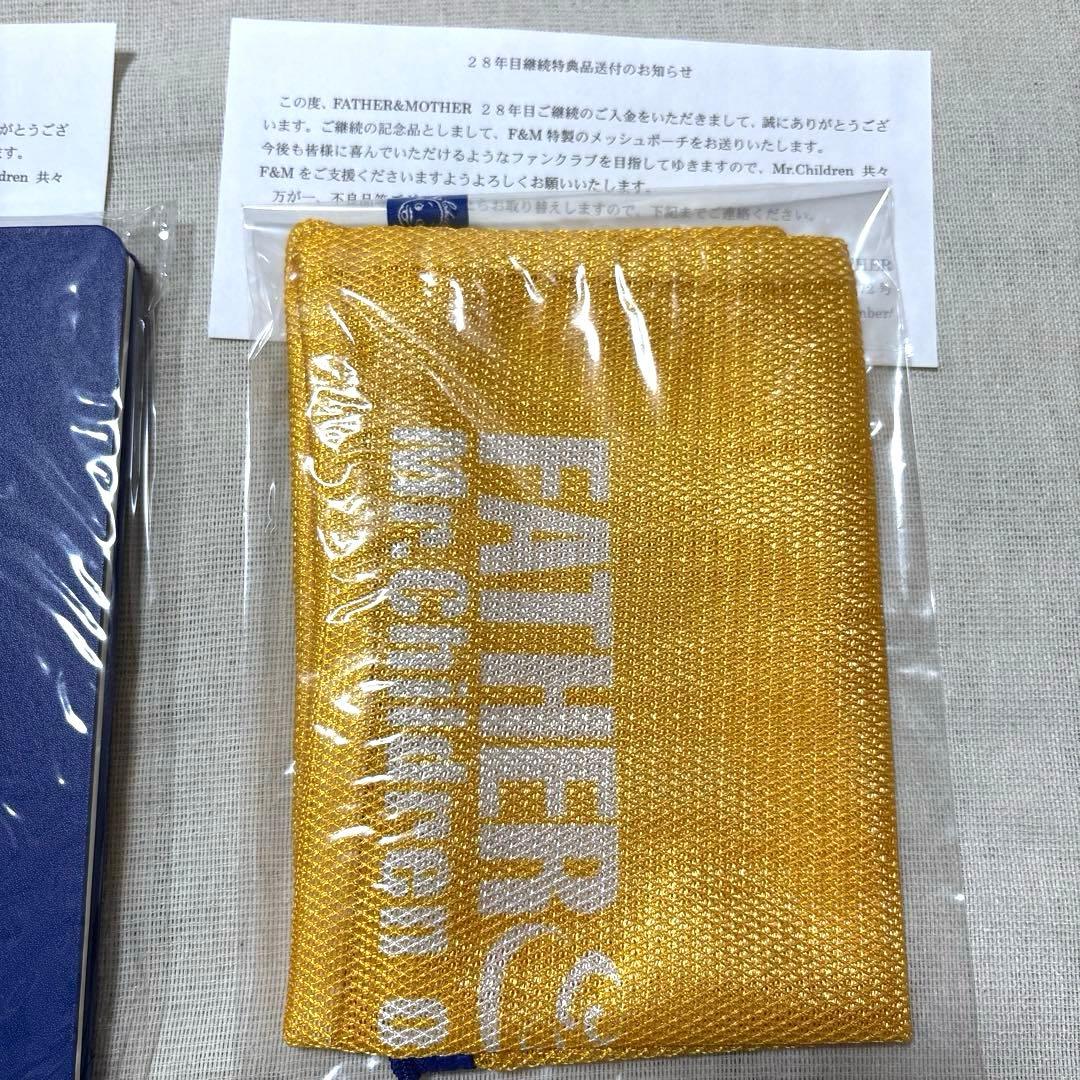 がとうござ
ます。
dren 共々
28年目継続特典品送付のお知らせ
この度、FATHER&MOTHER 28年目ご継続のご入金をいただきまして、誠にありがとうござ
います。ご継続の記念品としまして、F&M 特製のメッシュポーチをお送りいたします。
今後も皆様に喜んでいただけるようなファンクラブを目指してゆきますので、Mr.Children 共々
F&M をご支援くださいますようよろしくお願いいたします。
万が一、不良品等 お取り替えしますので、下記までご連絡ください。
HER
号
mber/
FATHER &
Mr.Children o